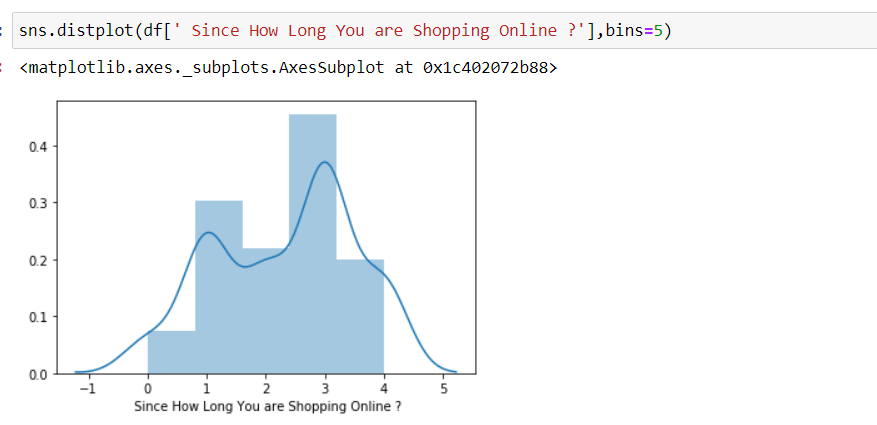 sns.distplot(df[' Since How Long You are Shopping Online ?'],bins=5)
<matplotlib.axes._subplots.AxesSubplot at 0x1c402072b88>
0.4
0.3
0.2
0.1
0.0
−1 0 1 2 3 4 5
Since How Long You are Shopping Online ?